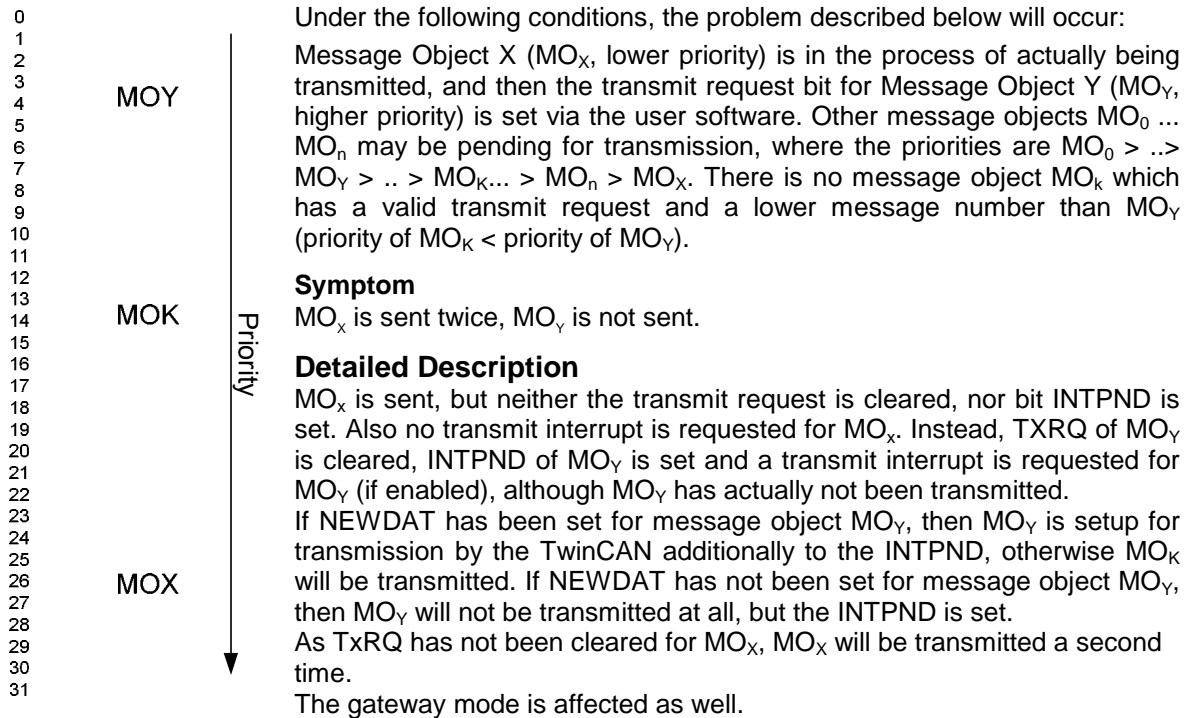 0
1
2
3
4
5
6
7
8
9
10
11
12
13
14
15
16
17
18
19
20
21
22
23
24
25
26
27
28
29
30
31
MOY
MOK
MOX
Priority
Under the following conditions, the problem described below will occur:
Message Object X (MOX, lower priority) is in the process of actually being
transmitted, and then the transmit request bit for Message Object Y (MOY,
higher priority) is set via the user software. Other message objects MO0 ...
MOn may be pending for transmission, where the priorities are MO0 > ..>
MOY > .. > MOK... > MOn > MOX. There is no message object MOk which
has a valid transmit request and a lower message number than MOY
(priority of MOK < priority of MOY).
Symptom
MOx is sent twice, MOY is not sent.
Detailed Description
MOx is sent, but neither the transmit request is cleared, nor bit INTPND is
set. Also no transmit interrupt is requested for MOx. Instead, TXRQ of MOY
is cleared, INTPND of MOY is set and a transmit interrupt is requested for
MOY (if enabled), although MOY has actually not been transmitted.
If NEWDAT has been set for message object MOY, then MOY is setup for
transmission by the TwinCAN additionally to the INTPND, otherwise MOK
will be transmitted. If NEWDAT has not been set for message object MOY,
then MOY will not be transmitted at all, but the INTPND is set.
As TxRQ has not been cleared for MOX, MOX will be transmitted a second
time.
The gateway mode is affected as well.